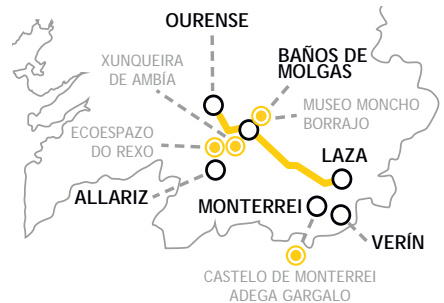 OURENSE
XUNQUEIRA
DE AMBÍA
BAÑOS DE
MOLGAS
MUSEO MONCHO
BORRAJO
ECOESPAZO
DO REXO
LAZA
ALLARIZ
MONTERREI
VERÍN
CASTELO DE MONTERREI
ADEGA GARGALO